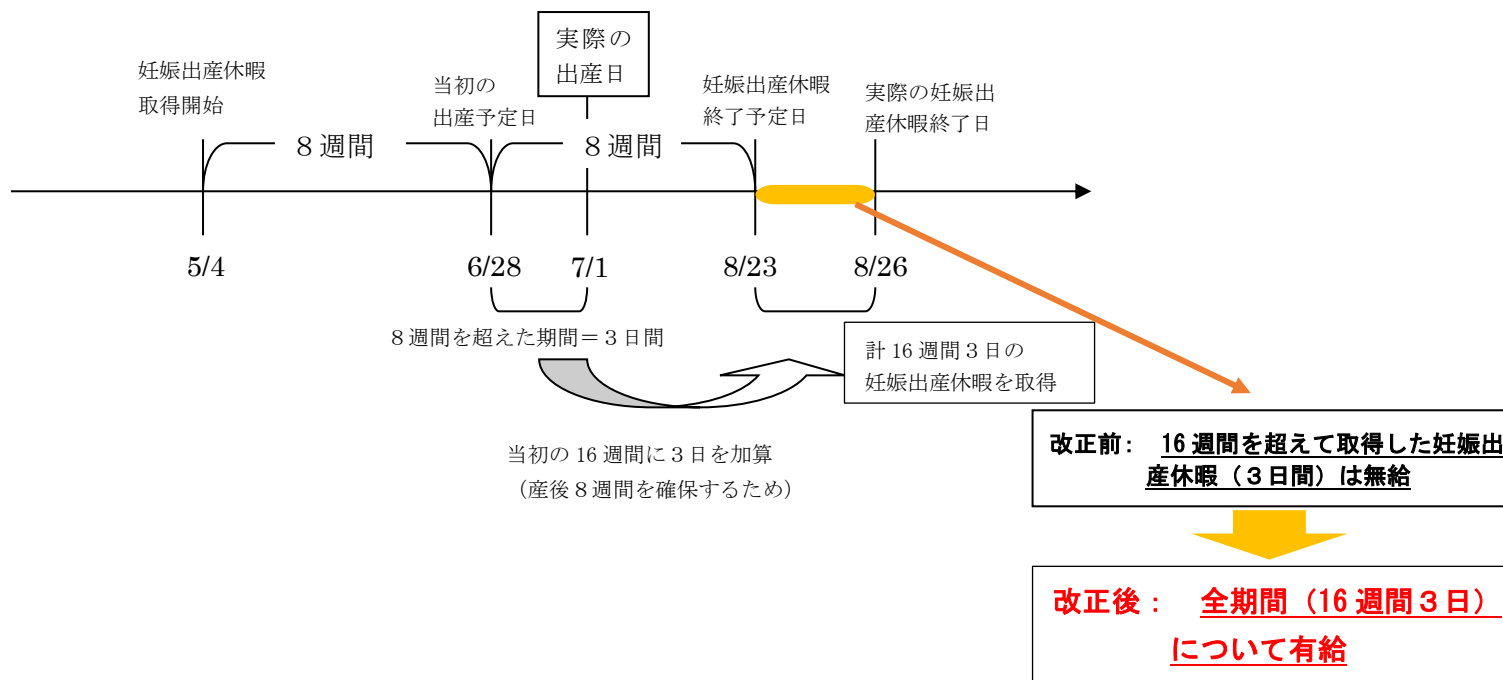 実際の
出産日
妊娠出産休暇
取得開始
当初の
出産予定日
妊娠出産休暇
終了予定日
実際の妊娠出
産休暇終了日
８週間
８週間
5/4
6/28
7/1
8/23
8/26
８週間を超えた期間＝３日間
計 16 週間３日の
妊娠出産休暇を取得
当初の 16 週間に３日を加算
（産後８週間を確保するため）
改正前： 16 週間を超えて取得した妊娠出
産休暇（３日間）は無給
改正後： 全期間（16 週間３日）
について有給